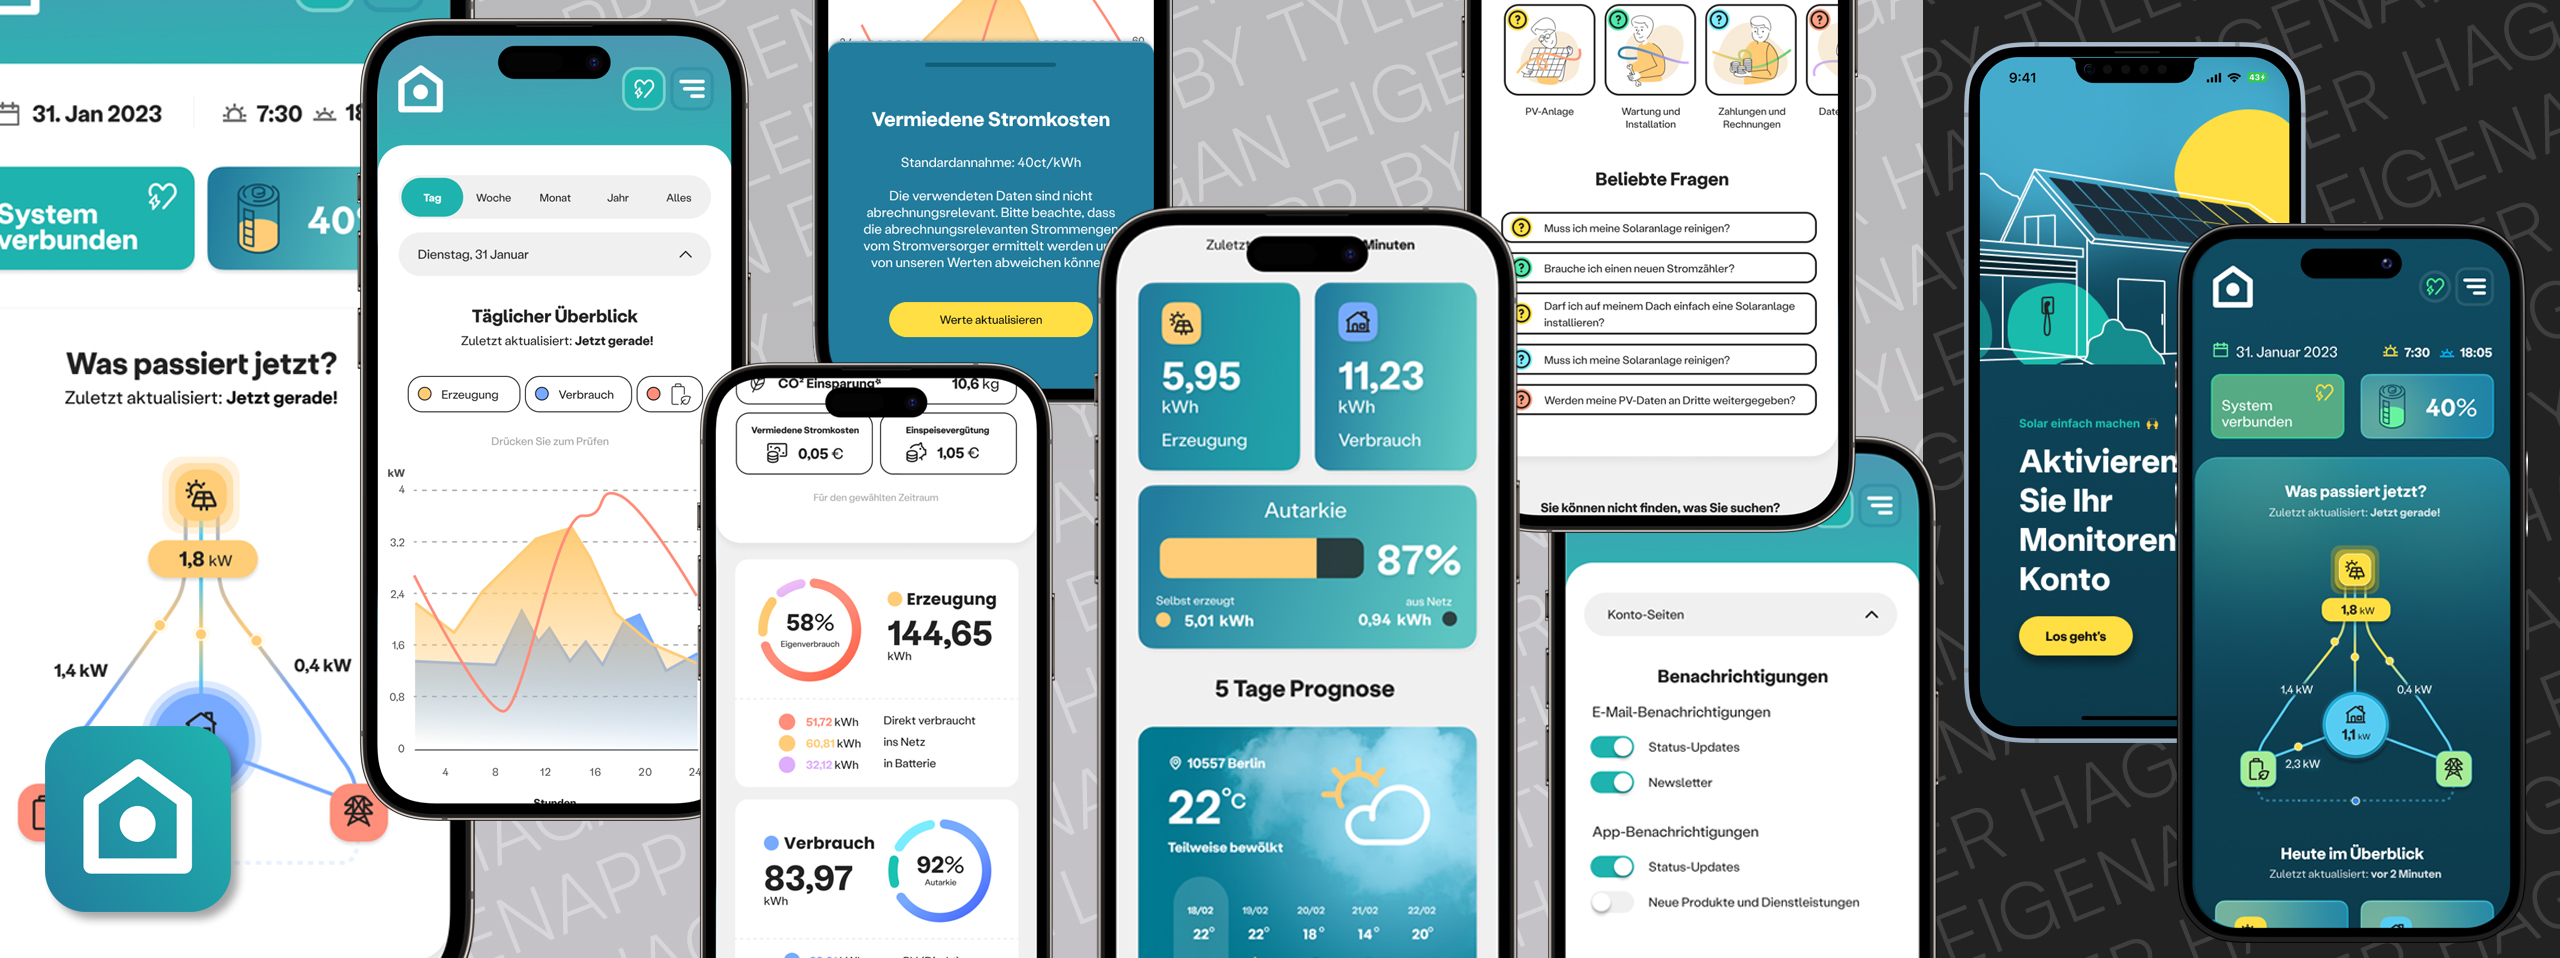 31. Jan 2023
7:30
System
verbunden
Was passiert jetzt?
Zuletzt aktualisiert: Jetzt gerade!
1,8 kW
1,4 kW
0,4 kW
Tag
Woche
Monat
Jahr
Alles
Dienstag, 31 Januar
Täglicher Überblick
Zuletzt aktualisiert: Jetzt gerade!
Erzeugung
Verbrauch
Drücken Sie zum Prüfen
kW
4
3,2
2,4
1,6
0,8
0
4
8
12
16
20
24
Stunden
Vermiedene Stromkosten
Standardannahme: 40ct/kWh
Die verwendeten Daten sind nicht
abrechnungsrelevant. Bitte beachte, dass
die abrechnungsrelevanten Strommengen
vom Stromversorger ermittelt werden
von unseren Werten abweichen
Werte aktualisieren
CO² Einsparung*
10,6 kg
Vermiedene Stromkosten
0,05 €
Einspeisevergütung
1,05 €
Für den gewählten Zeitraum
58%
Eigenverbrauch
Erzeugung
144,65
kWh
51,72 kWh Direkt verbraucht
60,81 kWh ins Netz
32,12 kWh in Batterie
Verbrauch
83,97
kWh
92%
Autarkie
Zuletzt
Minuten
5,95
kWh
Erzeugung
11,23
kWh
Verbrauch
Autarkie
87%
Selbst erzeugt
5,01 kWh
aus Netz
0,94 kWh
5 Tage Prognose
10557 Berlin
22°C
Teilweise bewölkt
18/02 19/02 20/02 21/02 22/02
22° 22° 18° 14° 20°
PV-Anlage
Wartung und
Installation
Zahlungen und
Rechnungen
Beliebte Fragen
Muss ich meine Solaranlage reinigen?
Brauche ich einen neuen Stromzähler?
Darf ich auf meinem Dach einfach eine Solaranlage
installieren?
Muss ich meine Solaranlage reinigen?
Werden meine PV-Daten an Dritte weitergegeben?
Sie können nicht finden, was Sie suchen?
Konto-Seiten
Benachrichtigungen
E-Mail-Benachrichtigungen
Status-Updates
Newsletter
App-Benachrichtigungen
Status-Updates
Neue Produkte und Dienstleistungen
9:41
43
Solar einfach machen
Aktivieren
Sie Ihr
Monitoren
Konto
Los geht's
31. Januar 2023
7:30
18:05
System
verbunden
40%
Was passiert jetzt?
Zuletzt aktualisiert: Jetzt gerade!
1,8 kW
1,4 kW
0,4 kW
1,1 kW
2,3 kW
Heute im Überblick
Zuletzt aktualisiert: vor 2 Minuten